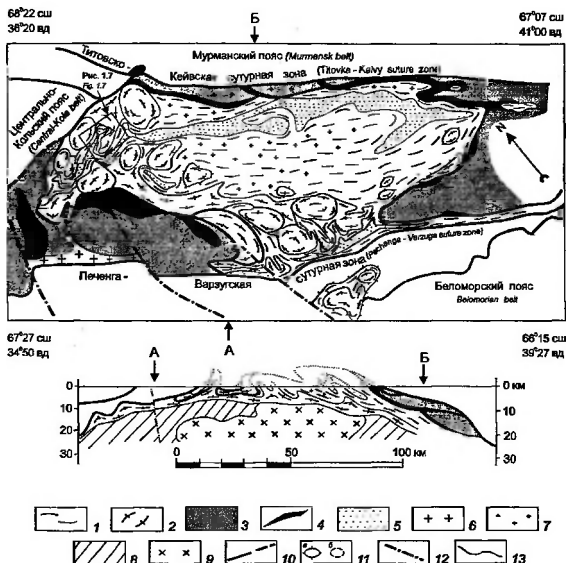 68°22 сш
36°20 вд
Б
67°07 сш
41°00 вд
Титовско -
Мурманский пояс (Murmansk belt)
Кейвская сутурная зона (Titovka - Keivy suture zone)
Рис. 1.7
Fig. 1.7
Центрально-
Кольский пояс
(Central-Kola belt)
N
сутурная зона (Pechenga - Varzuga suture zone)
Печенга -
Варзугская
Беломорский пояс
Belomorian belt
67°27 сш
34°50 вд
66°15 сш
39°27 вд
А
А
Б
0
10
20
30
0 км
10
20
30
0
50
100 км
1
2
3
4
5
6
7
8
9
10
а
б
11
12
13